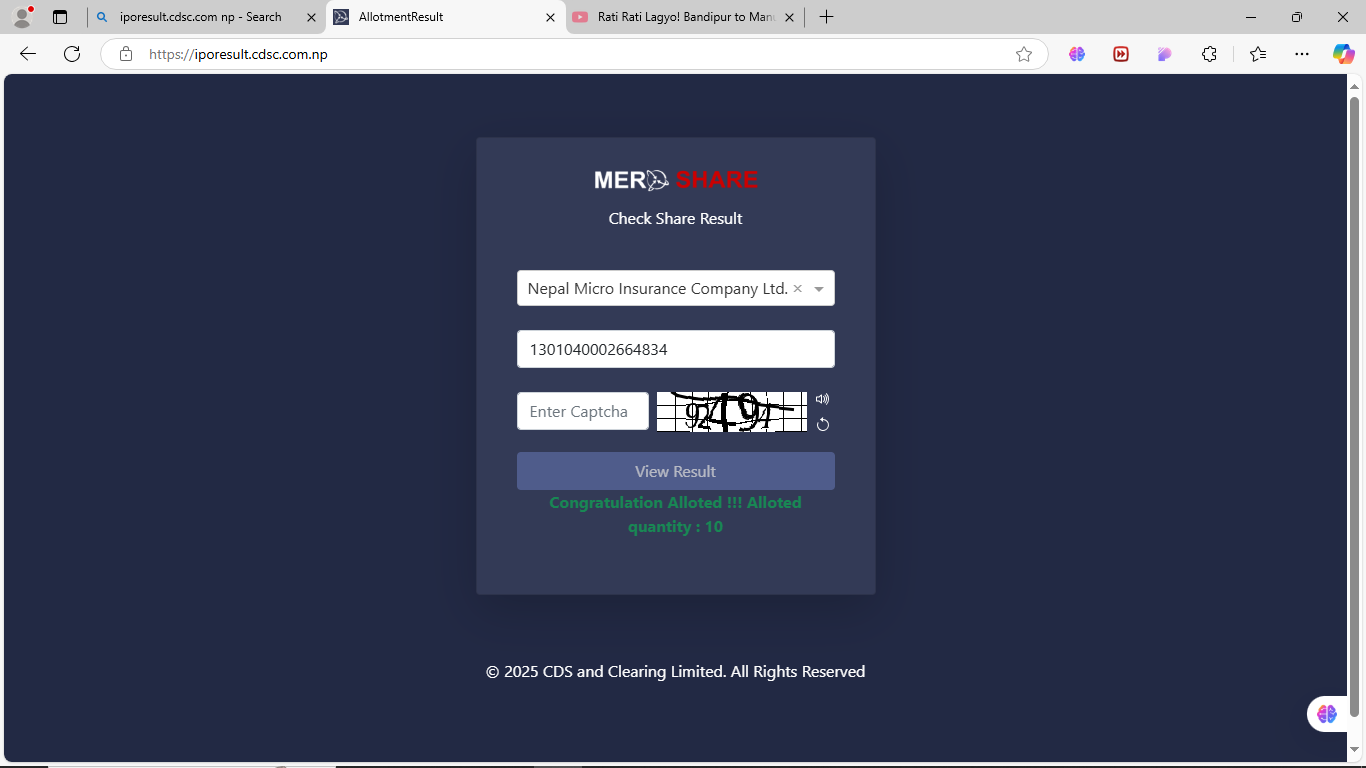 iporesult.cdsc.com np - Search
AllotmentResult
Rati Rati Lagyo! Bandipur to Man
https://iporesult.cdsc.com.np
MERO SHARE
Check Share Result
Nepal Micro Insurance Company Ltd.
1301040002664834
Enter Captcha
View Result
Congratulation Alloted !!! Alloted
quantity : 10
© 2025 CDS and Clearing Limited. All Rights Reserved